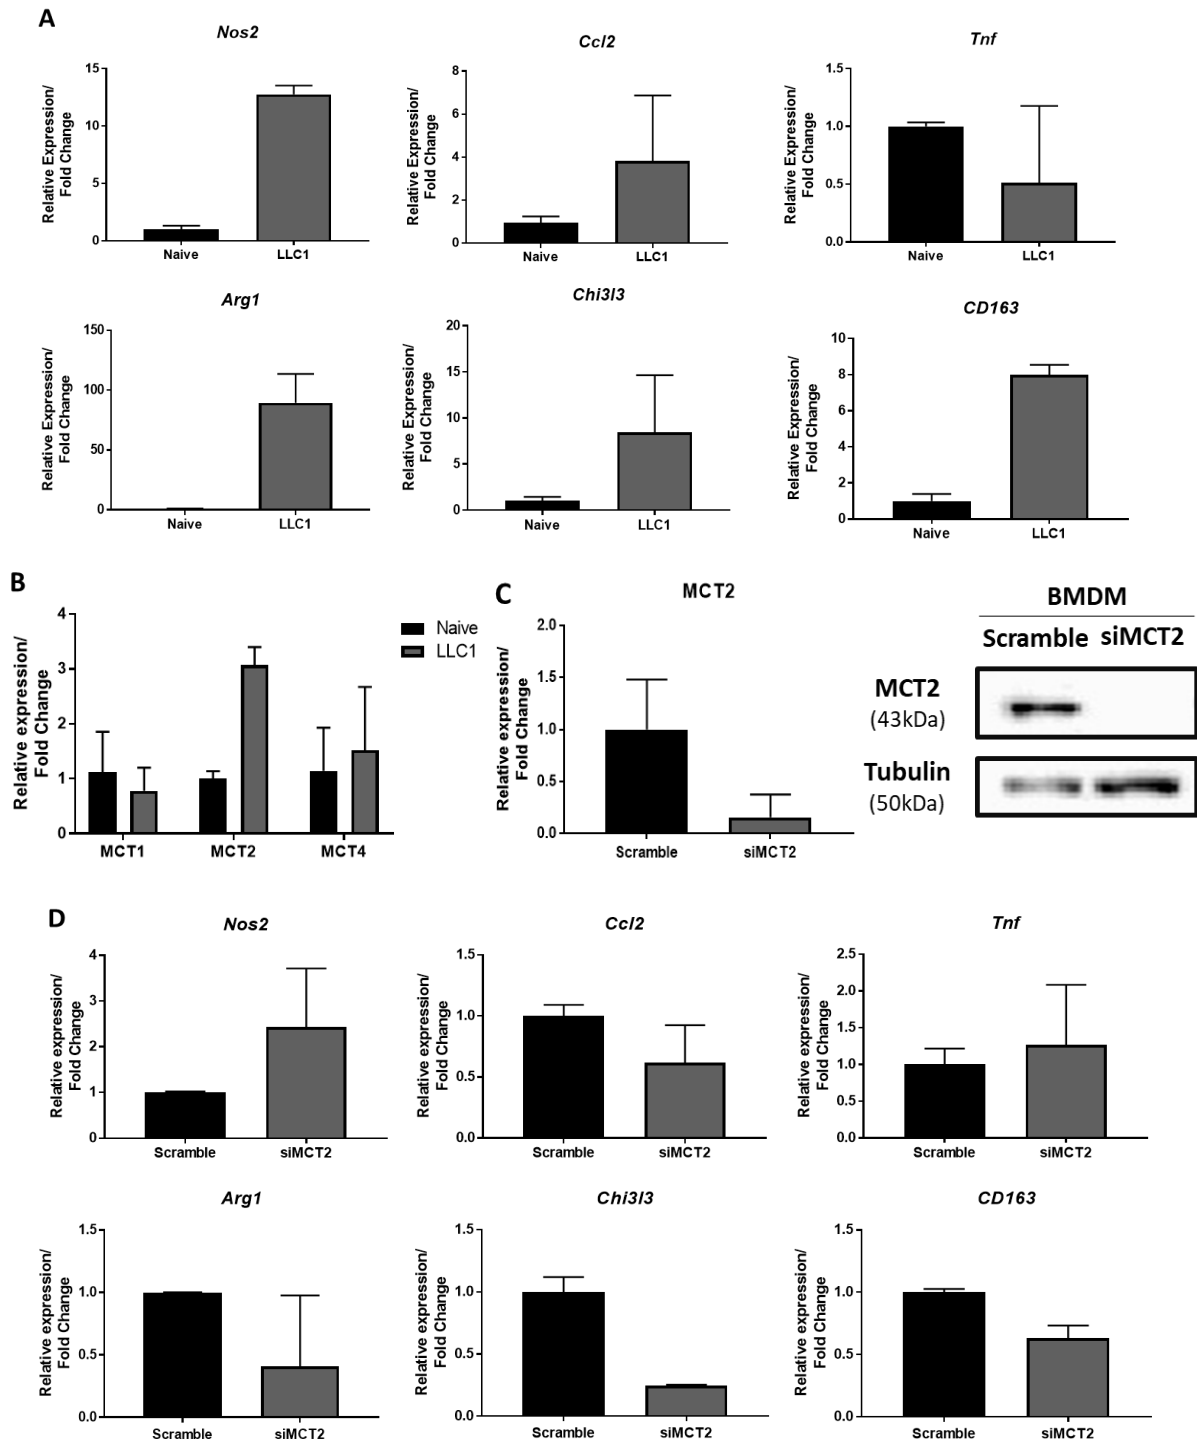 A
Nos2
Ccl2
Tnf
Relative Expression/
Fold Change
15
10
5
0
Naive
LLC1
Relative Expression/
Fold Change
8
6
4
2
0
Naive
LLC1
Relative Expression/
Fold Change
1.5
1.0
0.5
0.0
Naive
LLC1
Arg1
Chi3l3
CD163
Relative Expression/
Fold Change
150
100
50
0
Naive
LLC1
Relative Expression/
Fold Change
20
15
10
5
0
Naive
LLC1
Relative Expression/
Fold Change
10
8
6
4
2
0
Naive
LLC1
B
Relative expression/
Fold Change
4
3
2
1
0
MCT1
MCT2
MCT4
Naive
LLC1
C
MCT2
Relative expression/
Fold Change
2.0
1.5
1.0
0.5
0.0
Scramble
siMCT2
BMDM
Scramble siMCT2
MCT2
(43kDa)
Tubulin
(50kDa)
D
Nos2
Ccl2
Tnf
Relative expression/
Fold Change
4
3
2
1
0
Scramble
siMCT2
Relative expression/
Fold Change
1.5
1.0
0.5
0.0
Scramble
siMCT2
Relative expression/
Fold Change
2.5
2.0
1.5
1.0
0.5
0.0
Scramble
siMCT2
Arg1
Chi3l3
CD163
Relative expression/
Fold Change
1.5
1.0
0.5
0.0
Scramble
siMCT2
Relative expression/
Fold Change
1.5
1.0
0.5
0.0
Scramble
siMCT2
Relative expression/
Fold Change
1.5
1.0
0.5
0.0
Scramble
siMCT2